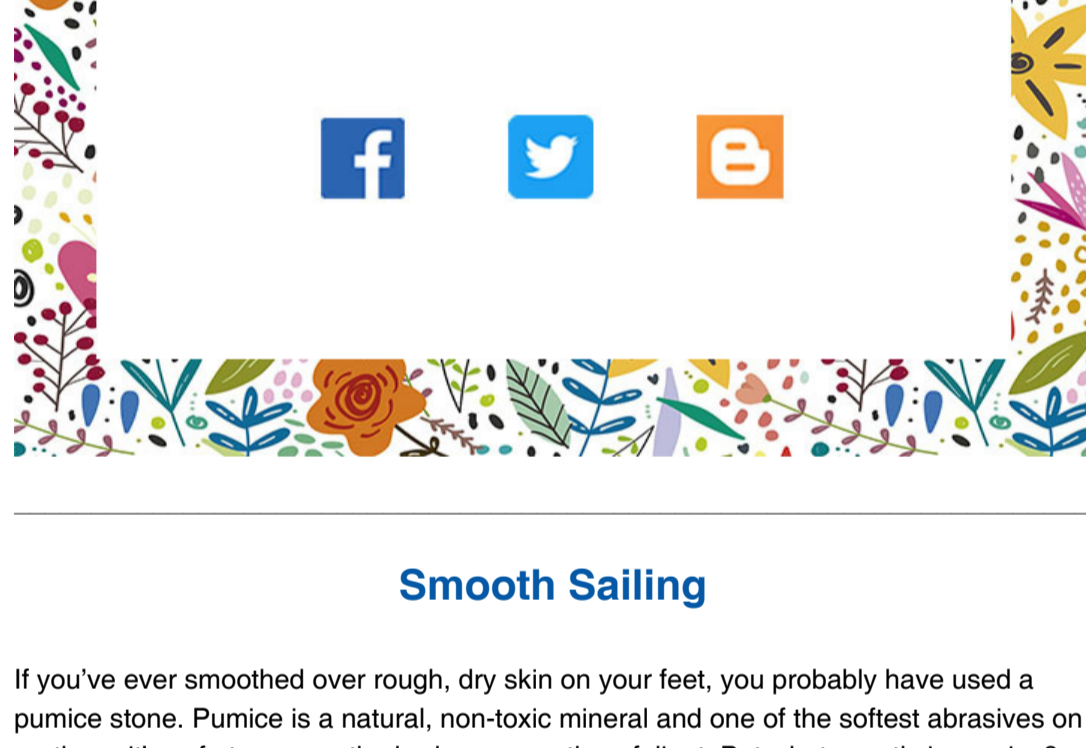 Smooth Sailing
If you’ve ever smoothed over rough, dry skin on your feet, you probably have used a
pumice stone. Pumice is a natural, non-toxic mineral and one of the softest abrasives on